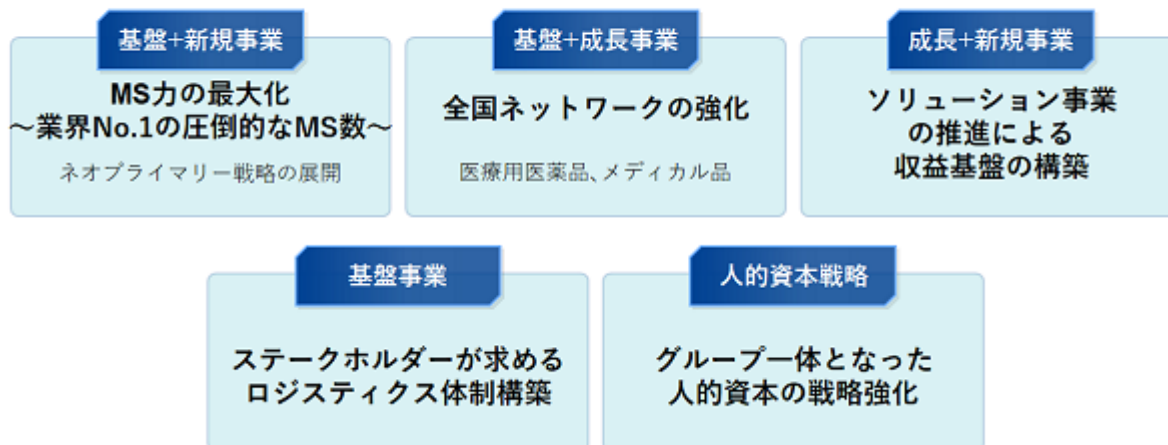 基盤+新規事業
MS力の最大化
～業界No.1の圧倒的なMS数～
ネオプライマリー戦略の展開
基盤+成長事業
全国ネットワークの強化
医療用医薬品、メディカル品
成長+新規事業
ソリューション事業
の推進による
収益基盤の構築
基盤事業
ステークホルダーが求める
ロジスティクス体制構築
人的資本戦略
グループ一体となった
人的資本の戦略強化